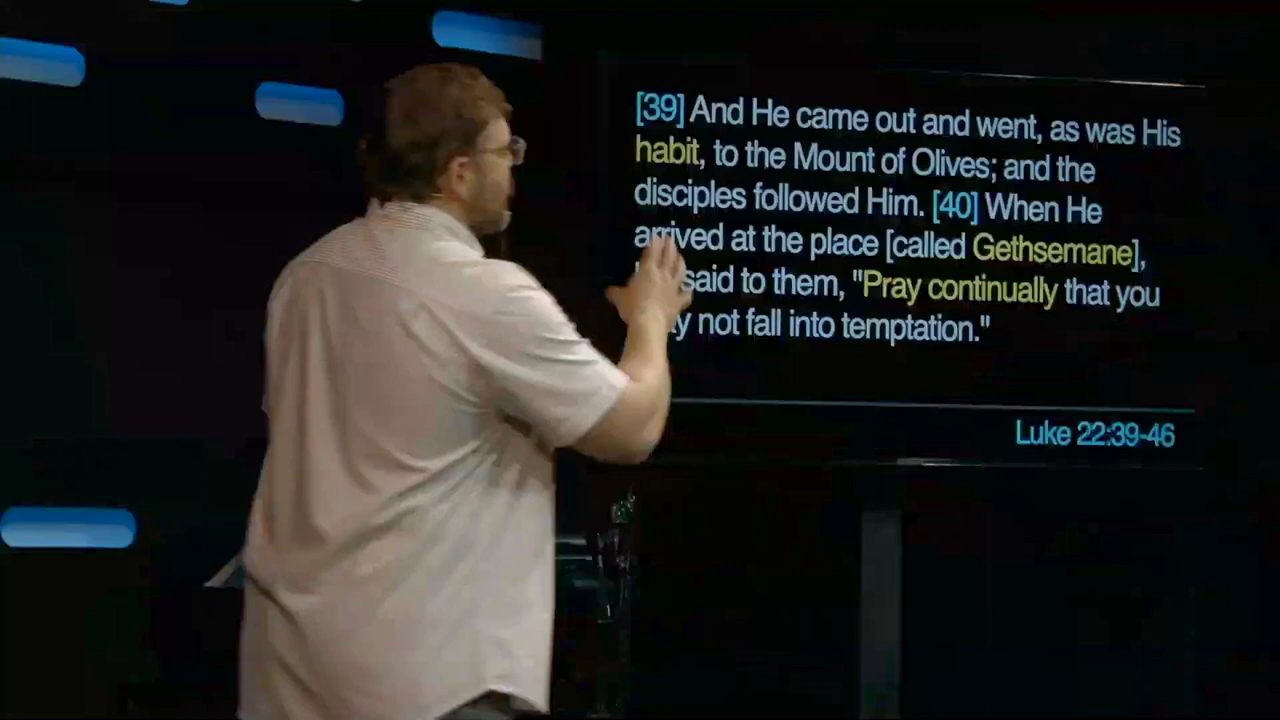 [39] And He came out and went, as was His
habit, to the Mount of Olives; and the
disciples followed Him. [40] When He
arrived at the place [called Gethsemane],
said to them, "Pray continually that you
not fall into temptation."
Luke 22:39-46